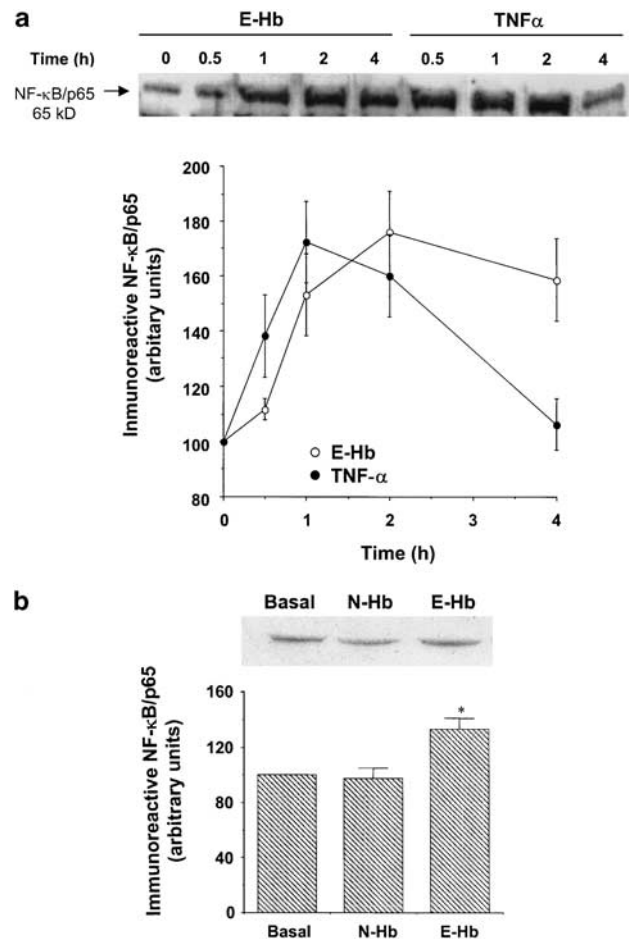 a
E-Hb TNFα
Time (h) 0 0.5 1 2 4 0.5 1 2 4
NF-κB/p65
65 kD
Inmunoreactive NF-κB/p65
(arbitary units)
200
180
160
140
120
100
80
E-Hb
TNF-α
0 1 2 3 4
Time (h)
b
Basal N-Hb E-Hb
Immunoreactive NF-κB/p65
(arbitrary units)
160
120
80
40
0
Basal N-Hb E-Hb
*